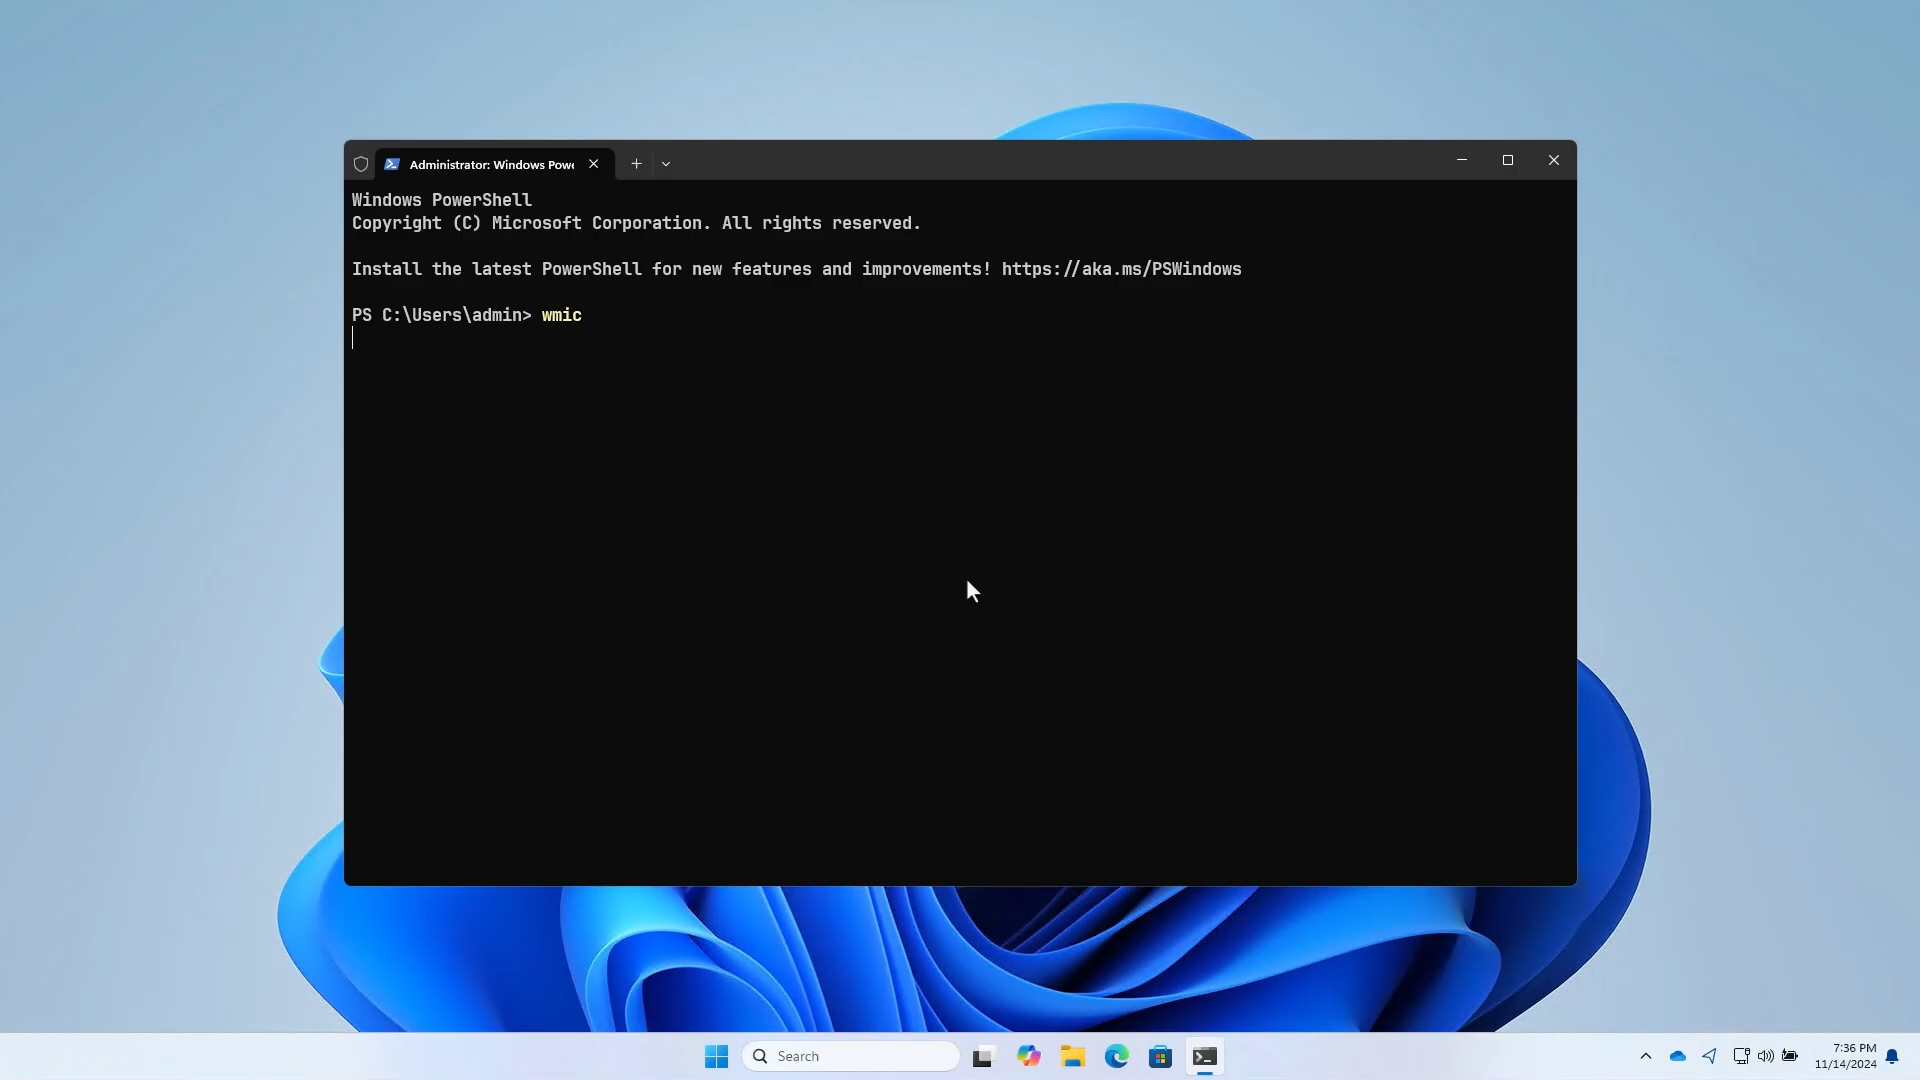 Administrator: Windows Powe
Windows PowerShell
Copyright (C) Microsoft Corporation. All rights reserved.
Install the latest PowerShell for new features and improvements! https://aka.ms/PSWindows
PS C:\Users\admin> wmic
Search
7:36 PM
11/14/2024